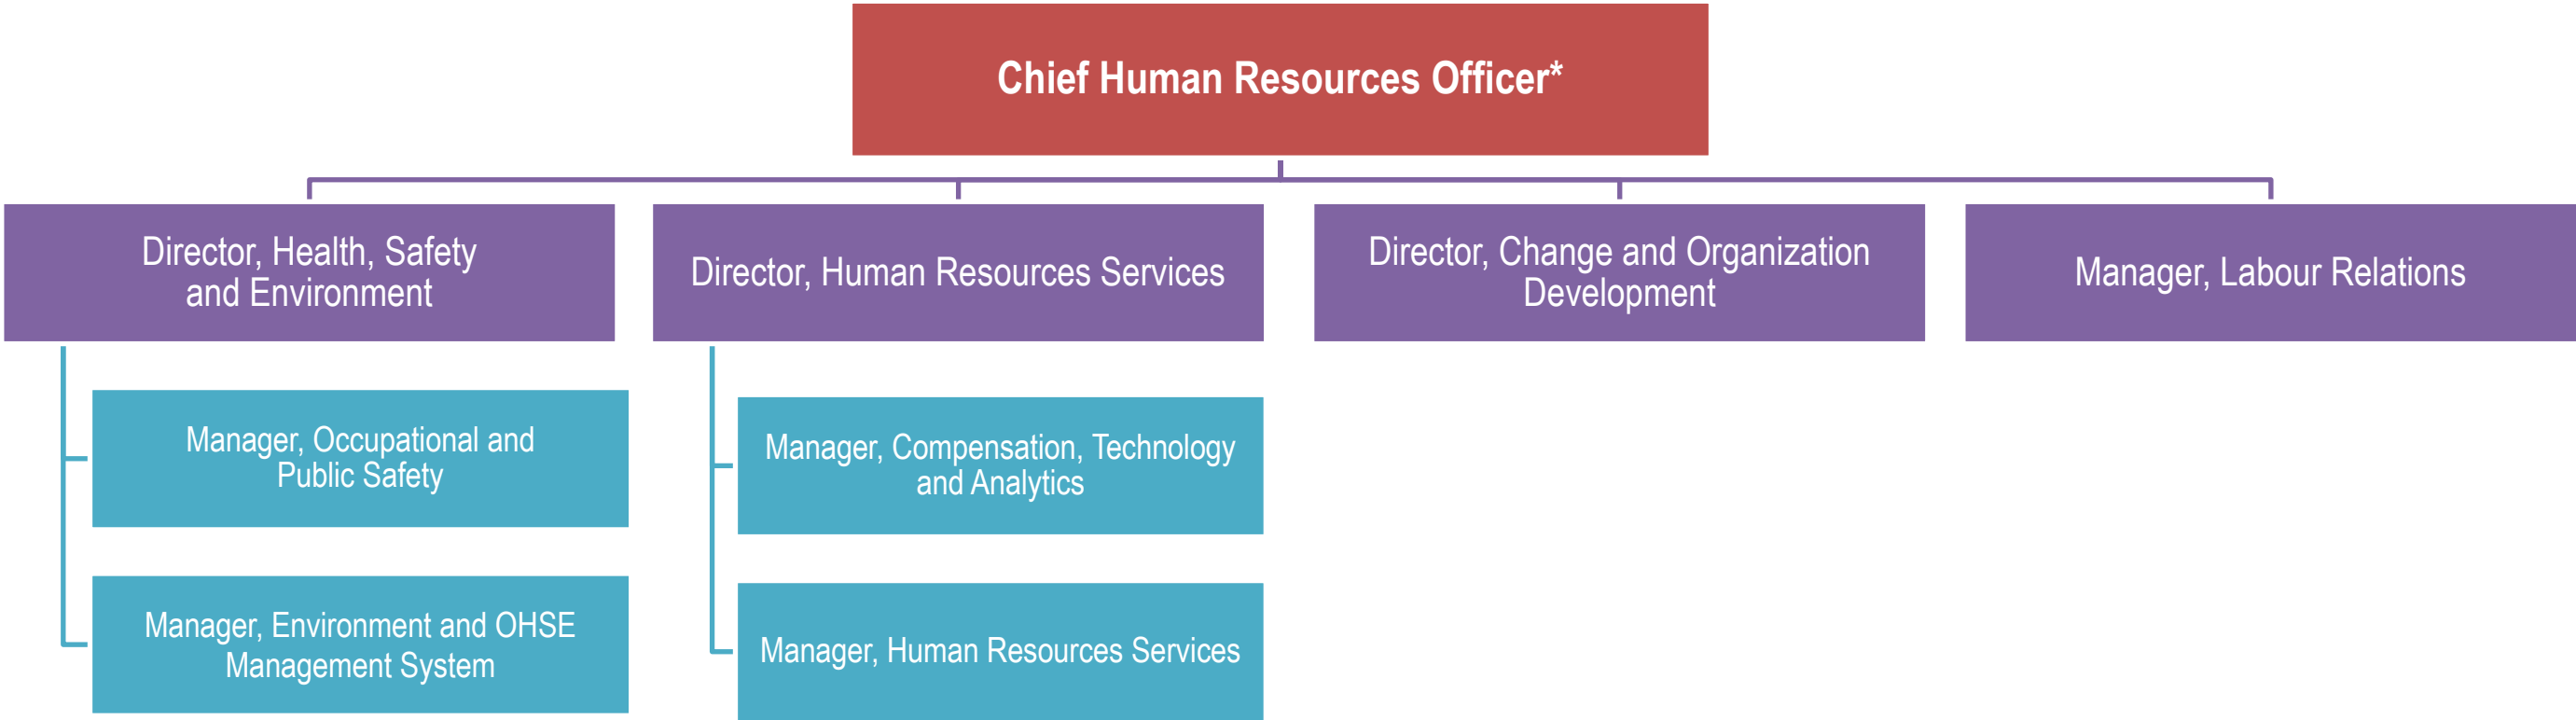 Chief Human Resources Officer*
Director, Health, Safety
and Environment
Director, Human Resources Services
Director, Change and Organization
Development
Manager, Labour Relations
Manager, Occupational and
Public Safety
Manager, Environment and OHSE
Management System
Manager, Compensation, Technology
and Analytics
Manager, Human Resources Services